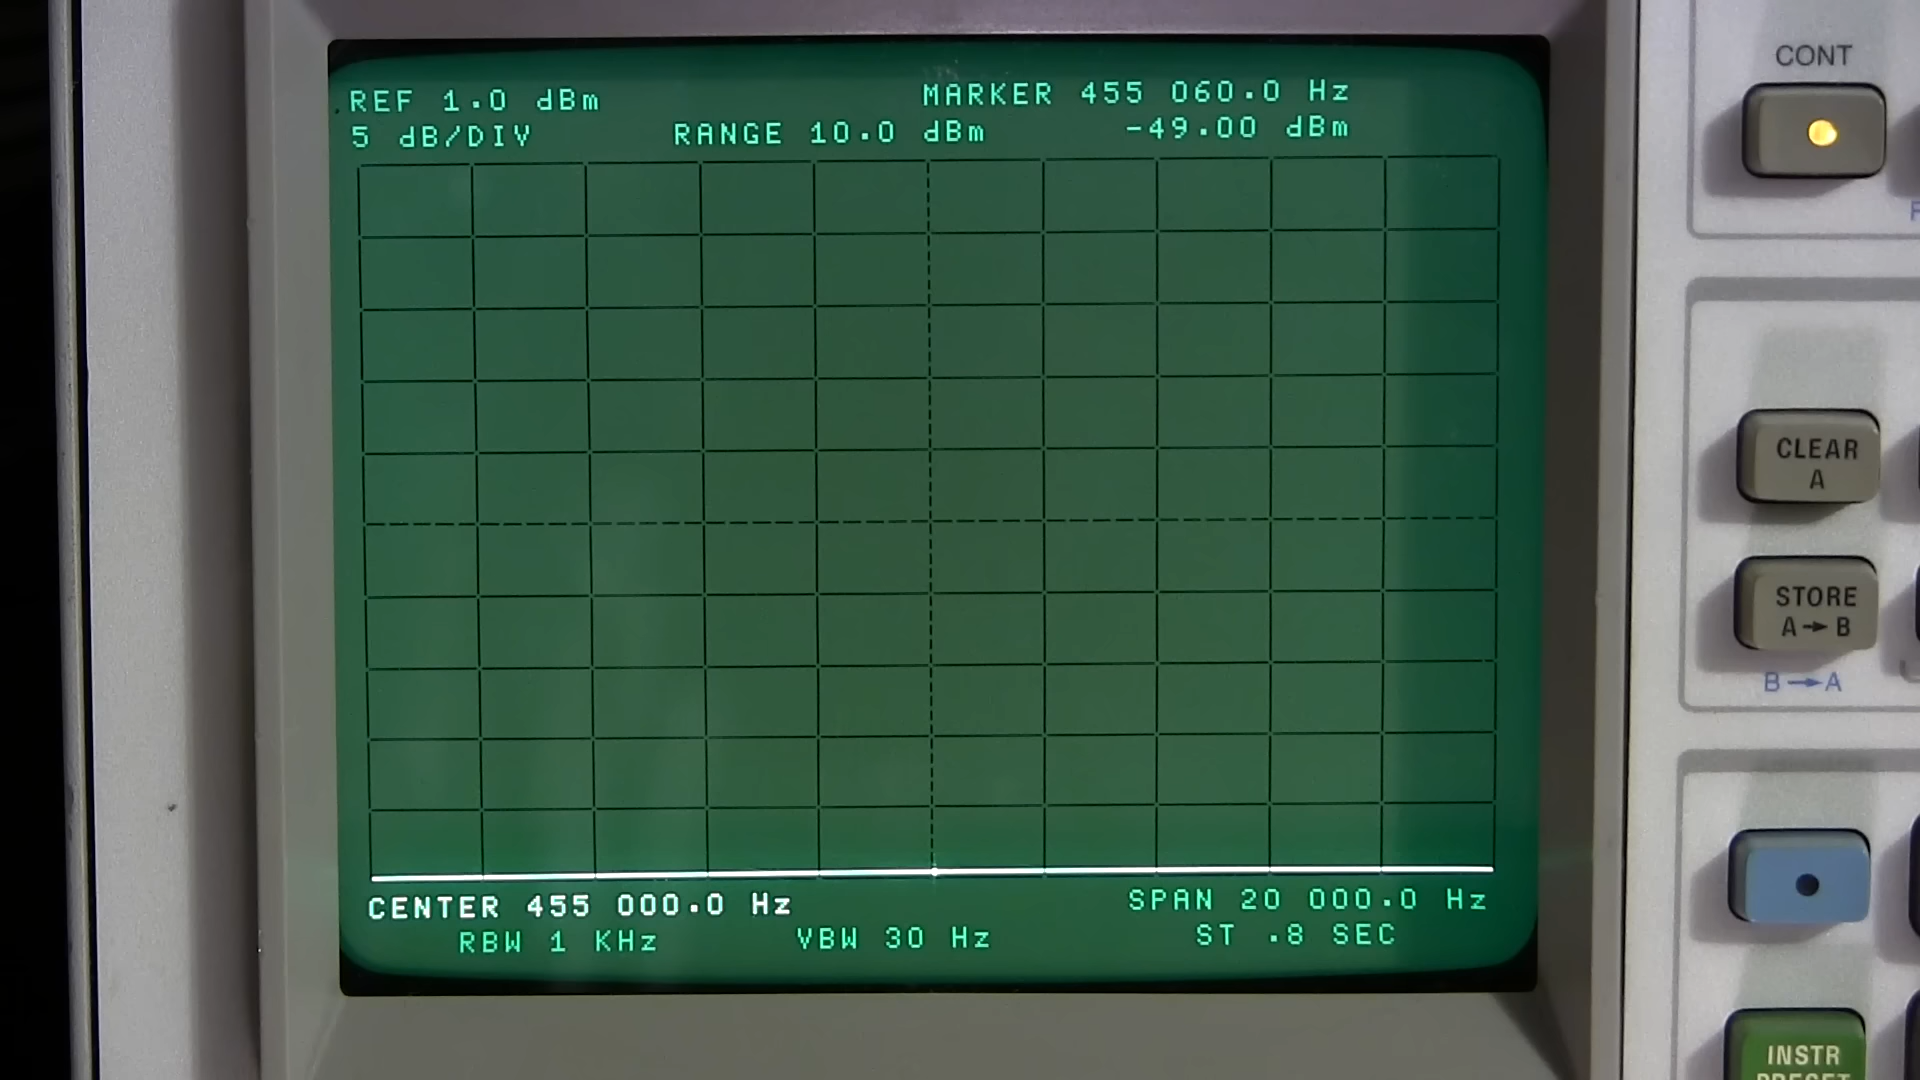 REF 1.0 dBm
MARKER 455 060.0 Hz
5 dB/DIV
RANGE 10.0 dBm
-49.00 dBm
CENTER 455 000.0 Hz
SPAN 20 000.0 Hz
RBW 1 KHz
VBW 30 Hz
ST .8 SEC
CONT
CLEAR
A
STORE
A→B
B→A
INSTR
PRESET